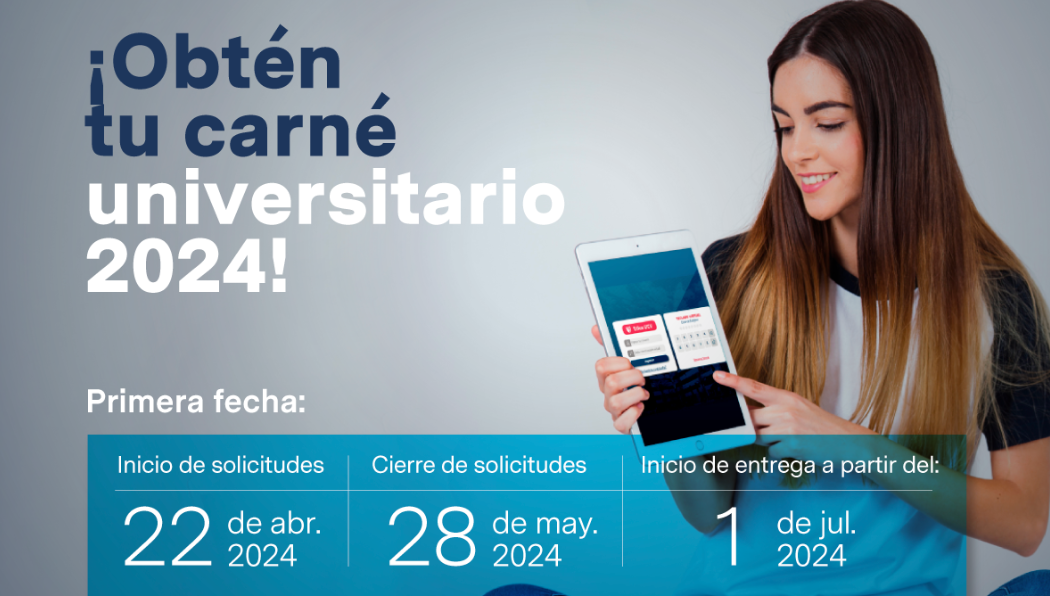 ¡Obtén
tu carné
universitario
2024!
Primera fecha:
Inicio de solicitudes
22 de abr. 2024
Cierre de solicitudes
28 de may. 2024
Inicio de entrega a partir del:
1 de jul. 2024